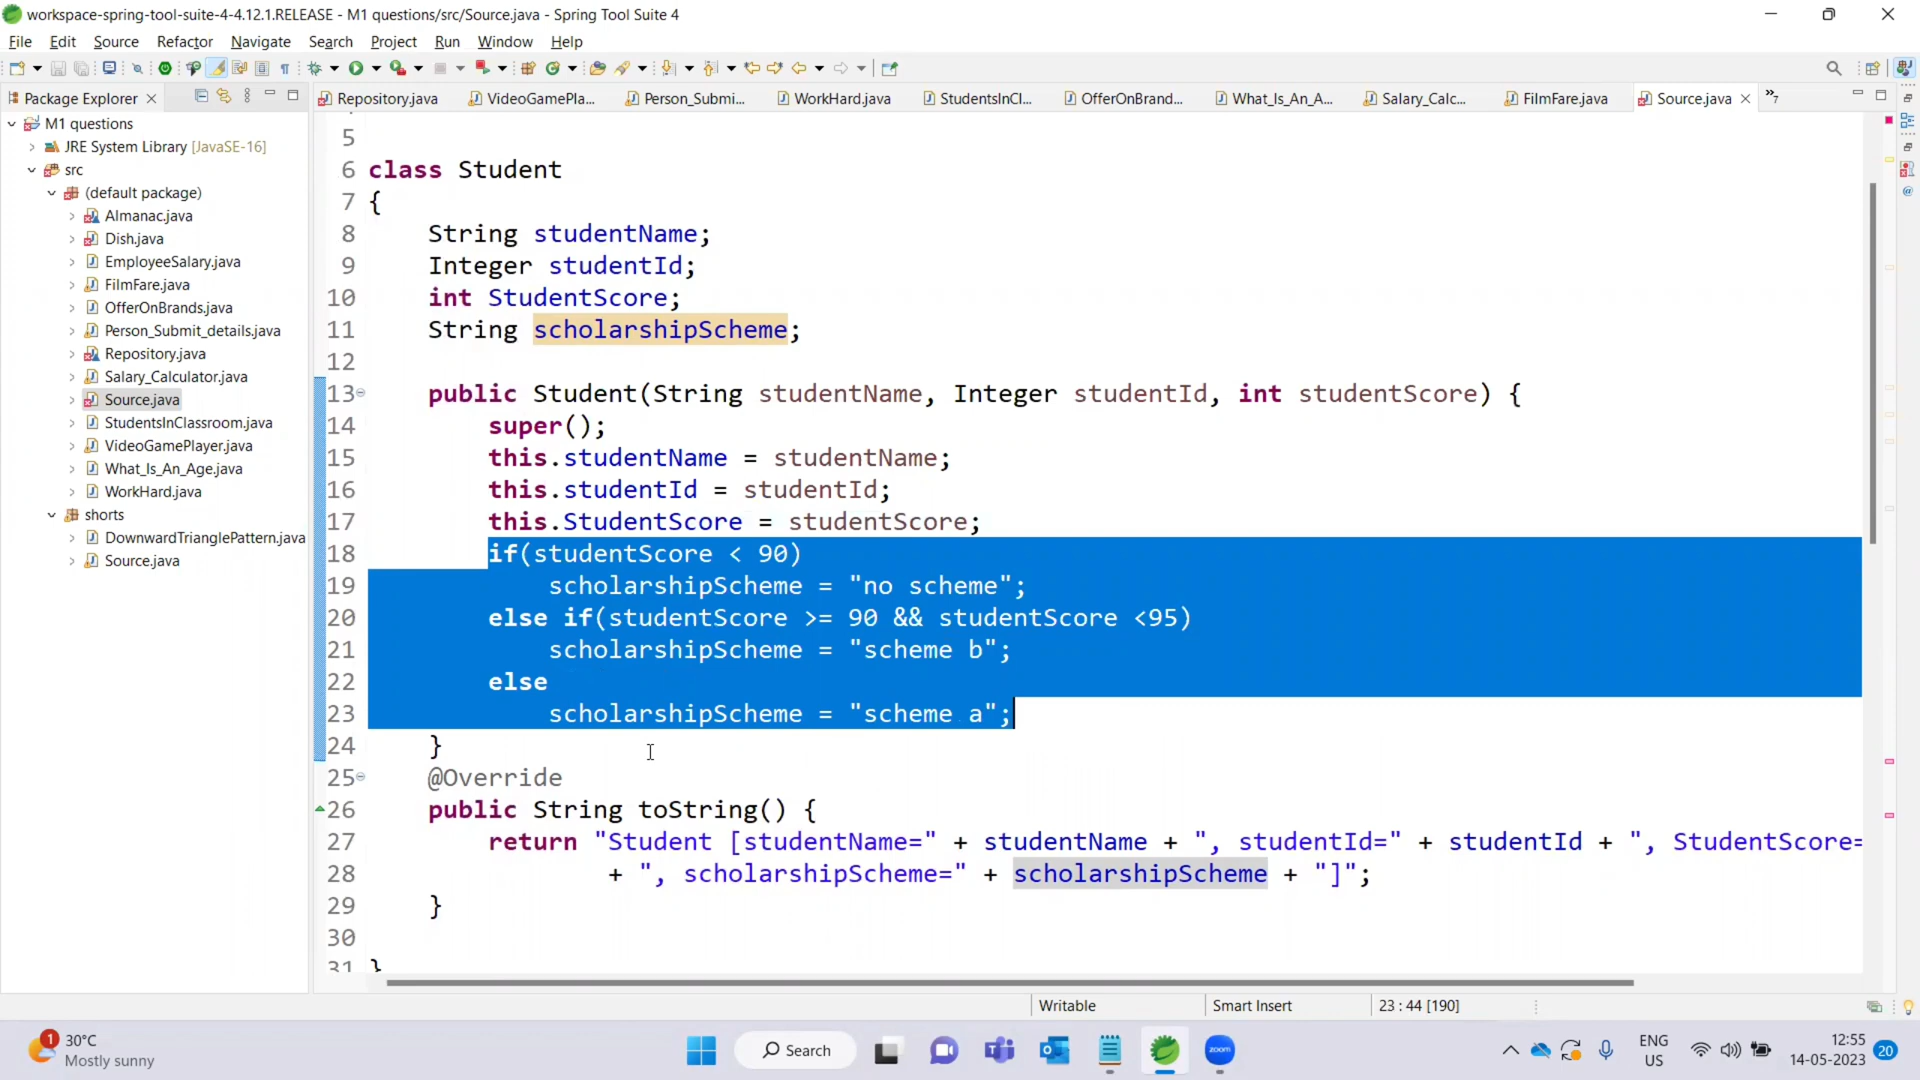 workspace-spring-tool-suite-4-4.12.1.RELEASE - M1 questions/src/Source.java - Spring Tool Suite 4
File Edit Source Refactor Navigate Search Project Run Window Help
Package Explorer
Repository.java VideoGamePla... Person_Submi... WorkHard.java StudentsInCl... OfferOnBrand... What_Is_An_A... Salary_Calc... FilmFare.java Source.java »7
M1 questions
JRE System Library [JavaSE-16]
src
(default package)
Almanac.java
Dish.java
EmployeeSalary.java
FilmFare.java
OfferOnBrands.java
Person_Submit_details.java
Repository.java
Salary_Calculator.java
Source.java
StudentsInClassroom.java
VideoGamePlayer.java
What_Is_An_Age.java
WorkHard.java
shorts
DownwardTrianglePattern.java
Source.java
5
6 class Student
7 {
8 String studentName;
9 Integer studentId;
10 int StudentScore;
11 String scholarshipScheme;
12
13 public Student(String studentName, Integer studentId, int studentScore) {
14 super();
15 this.studentName = studentName;
16 this.studentId = studentId;
17 this.StudentScore = studentScore;
18 if(studentScore < 90)
19 scholarshipScheme = "no scheme";
20 else if(studentScore >= 90 && studentScore <95)
21 scholarshipScheme = "scheme b";
22 else
23 scholarshipScheme = "scheme a";
24 }
25 @Override
26 public String toString() {
27 return "Student [studentName=" + studentName + ", studentId=" + studentId + ", StudentScore=
28 + ", scholarshipScheme=" + scholarshipScheme + "]";
29 }
30
31 }
Writable Smart Insert 23 : 44 [190]
1
30°C
Mostly sunny
Search
zoom
ENG
US
12:55
14-05-2023
20